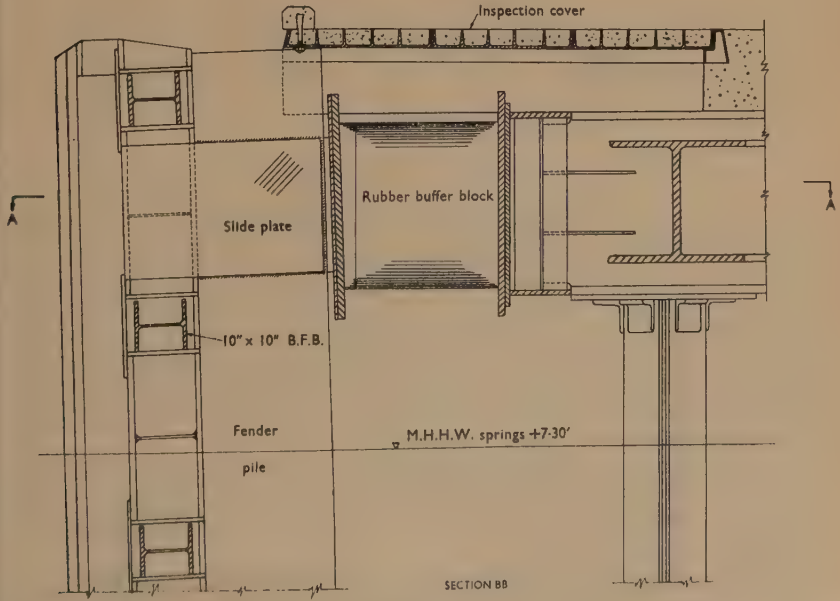 Inspection cover
Rubber buffer block
A
A
Slide plate
10" x 10" B.F.B.
M.H.H.W. springs +7·30'
Fender
pile
SECTION BB